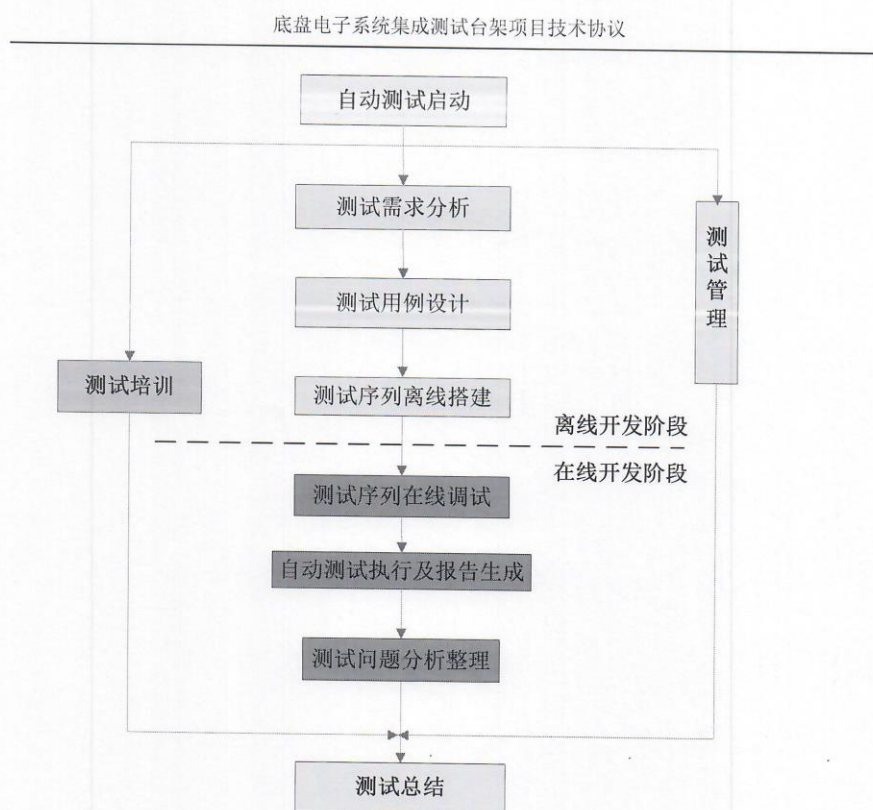 底盘电子系统集成测试台架项目技术协议
自动测试启动
测试需求分析
测试管理
测试用例设计
测试培训
测试序列离线搭建
离线开发阶段
在线开发阶段
测试序列在线调试
自动测试执行及报告生成
测试问题分析整理
测试总结